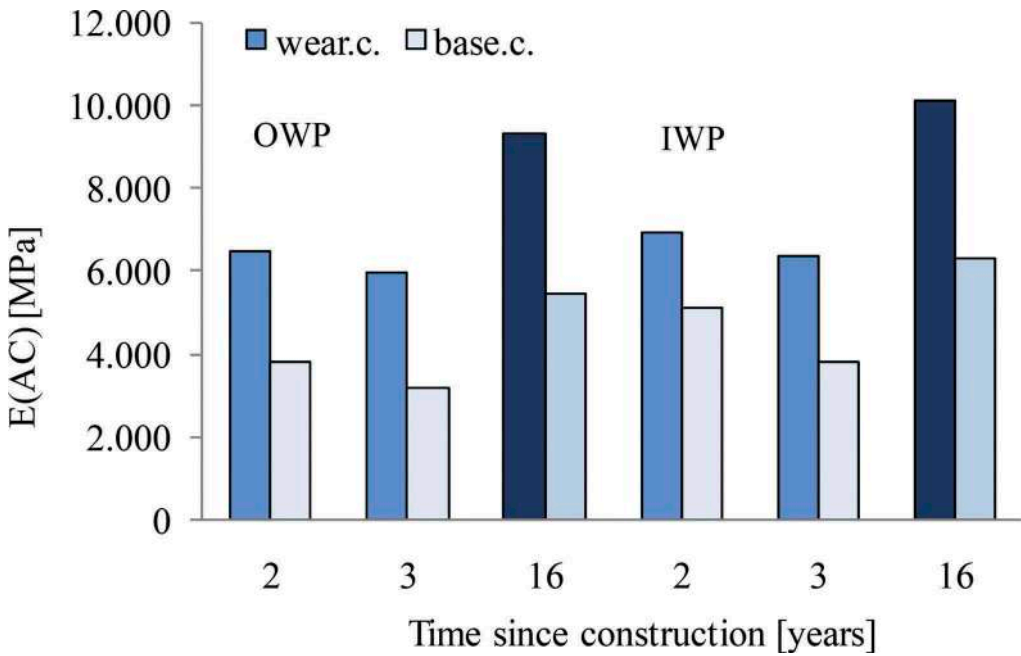 12.000
wear.c. base.c.
10.000
OWP IWP
8.000
6.000
4.000
2.000
0
E(AC) [MPa]
2 3 16 2 3 16
Time since construction [years]